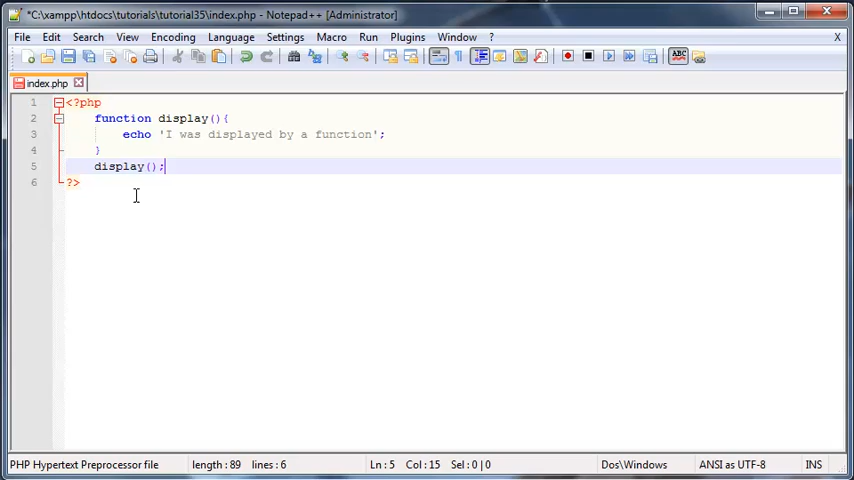 *C:\xampp\htdocs\tutorials\tutorial35\index.php - Notepad++ [Administrator]
File Edit Search View Encoding Language Settings Macro Run Plugins Window ? X
index.php
1 <?php
2 function display(){
3 echo 'I was displayed by a function';
4 }
5 display();
6 ?>
PHP Hypertext Preprocessor file length : 89 lines : 6 Ln : 5 Col : 15 Sel : 0 | 0 Dos\Windows ANSI as UTF-8 INS